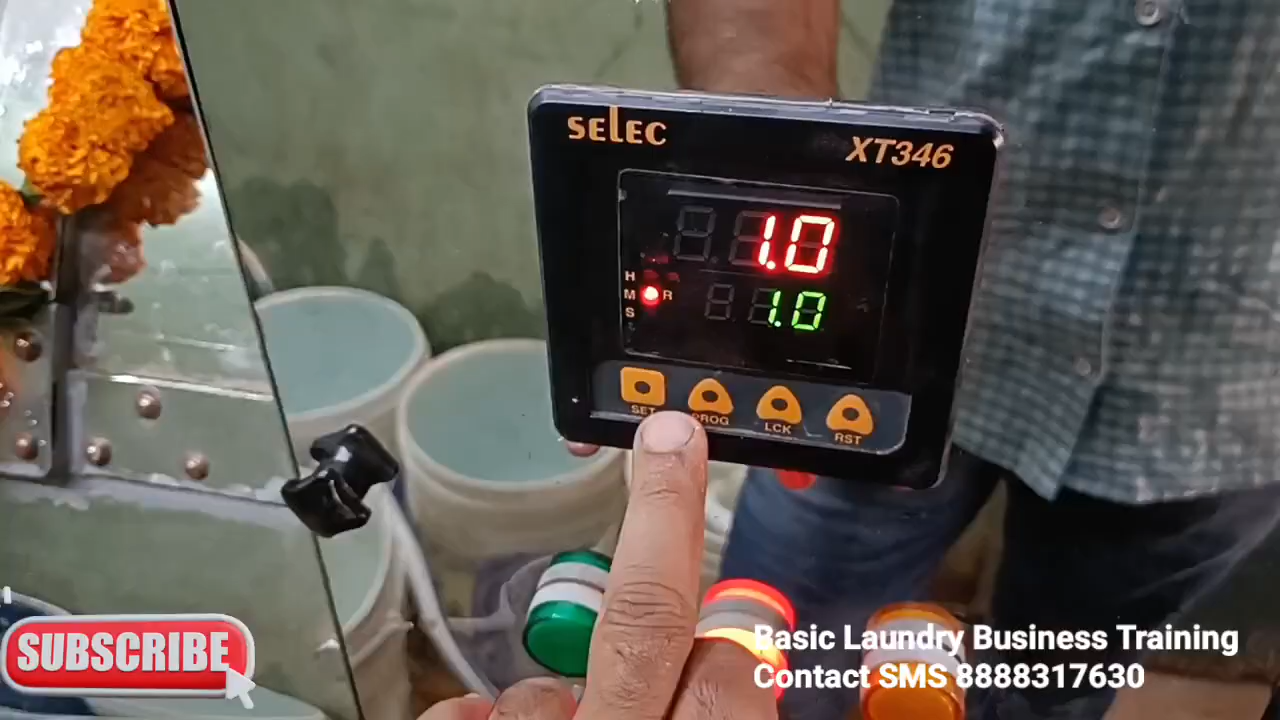 SELEC
XT346
1.0
H
M R
S
1.0
SET PROG LCK RST
SUBSCRIBE
Basic Laundry Business Training
Contact SMS 8888317630